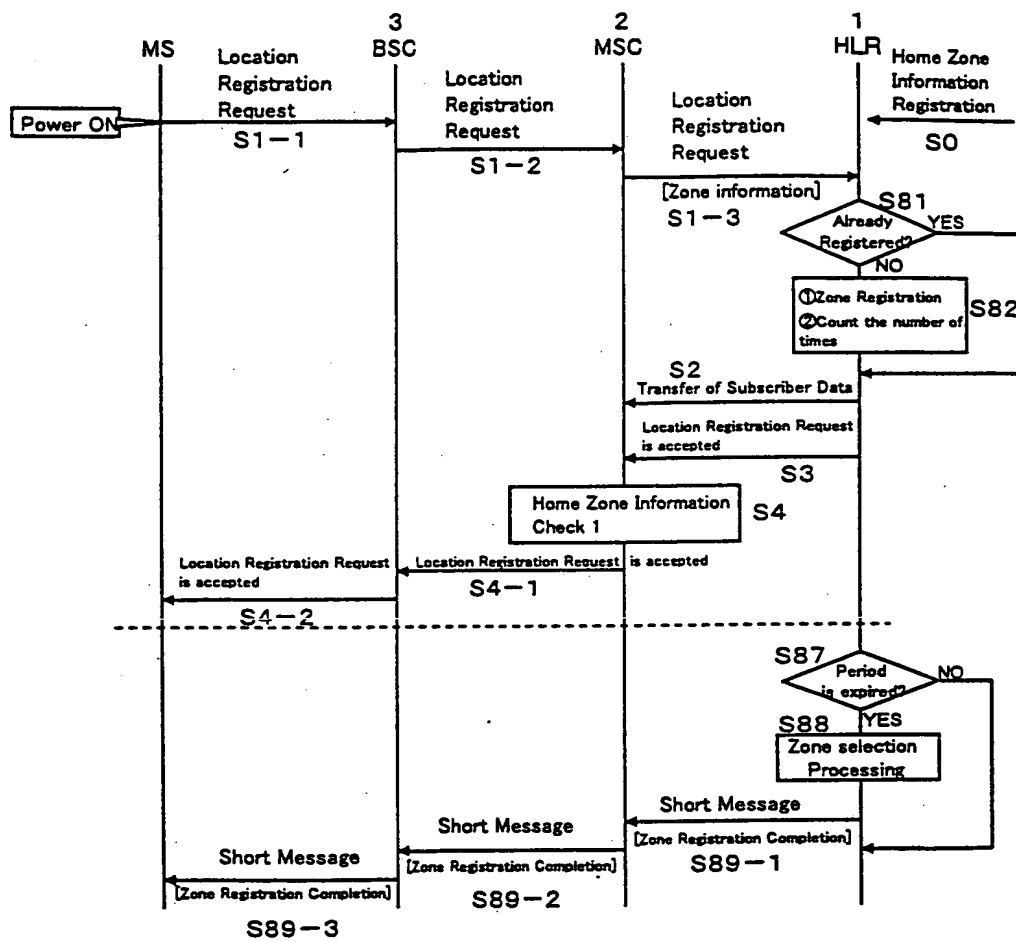 3
2
1
MS
BSC
MSC
HLR
Location
Registration
Request
Location
Registration
Request
Location
Registration
Request
Home Zone
Information
Registration
Power ON
S1-1
S1-2
[Zone information]
S1-3
S0
S81
Already
Registered?
YES
NO
①Zone Registration
②Count the number of
times
S82
S2
Transfer of Subscriber Data
Location Registration Request
is accepted
S3
Home Zone Information
Check 1
S4
Location Registration Request is accepted
S4-1
Location Registration Request
is accepted
S4-2
S87
Period
is expired?
NO
YES
S88
Zone selection
Processing
Short Message
[Zone Registration Completion]
S89-1
Short Message
[Zone Registration Completion]
S89-2
Short Message
[Zone Registration Completion]
S89-3